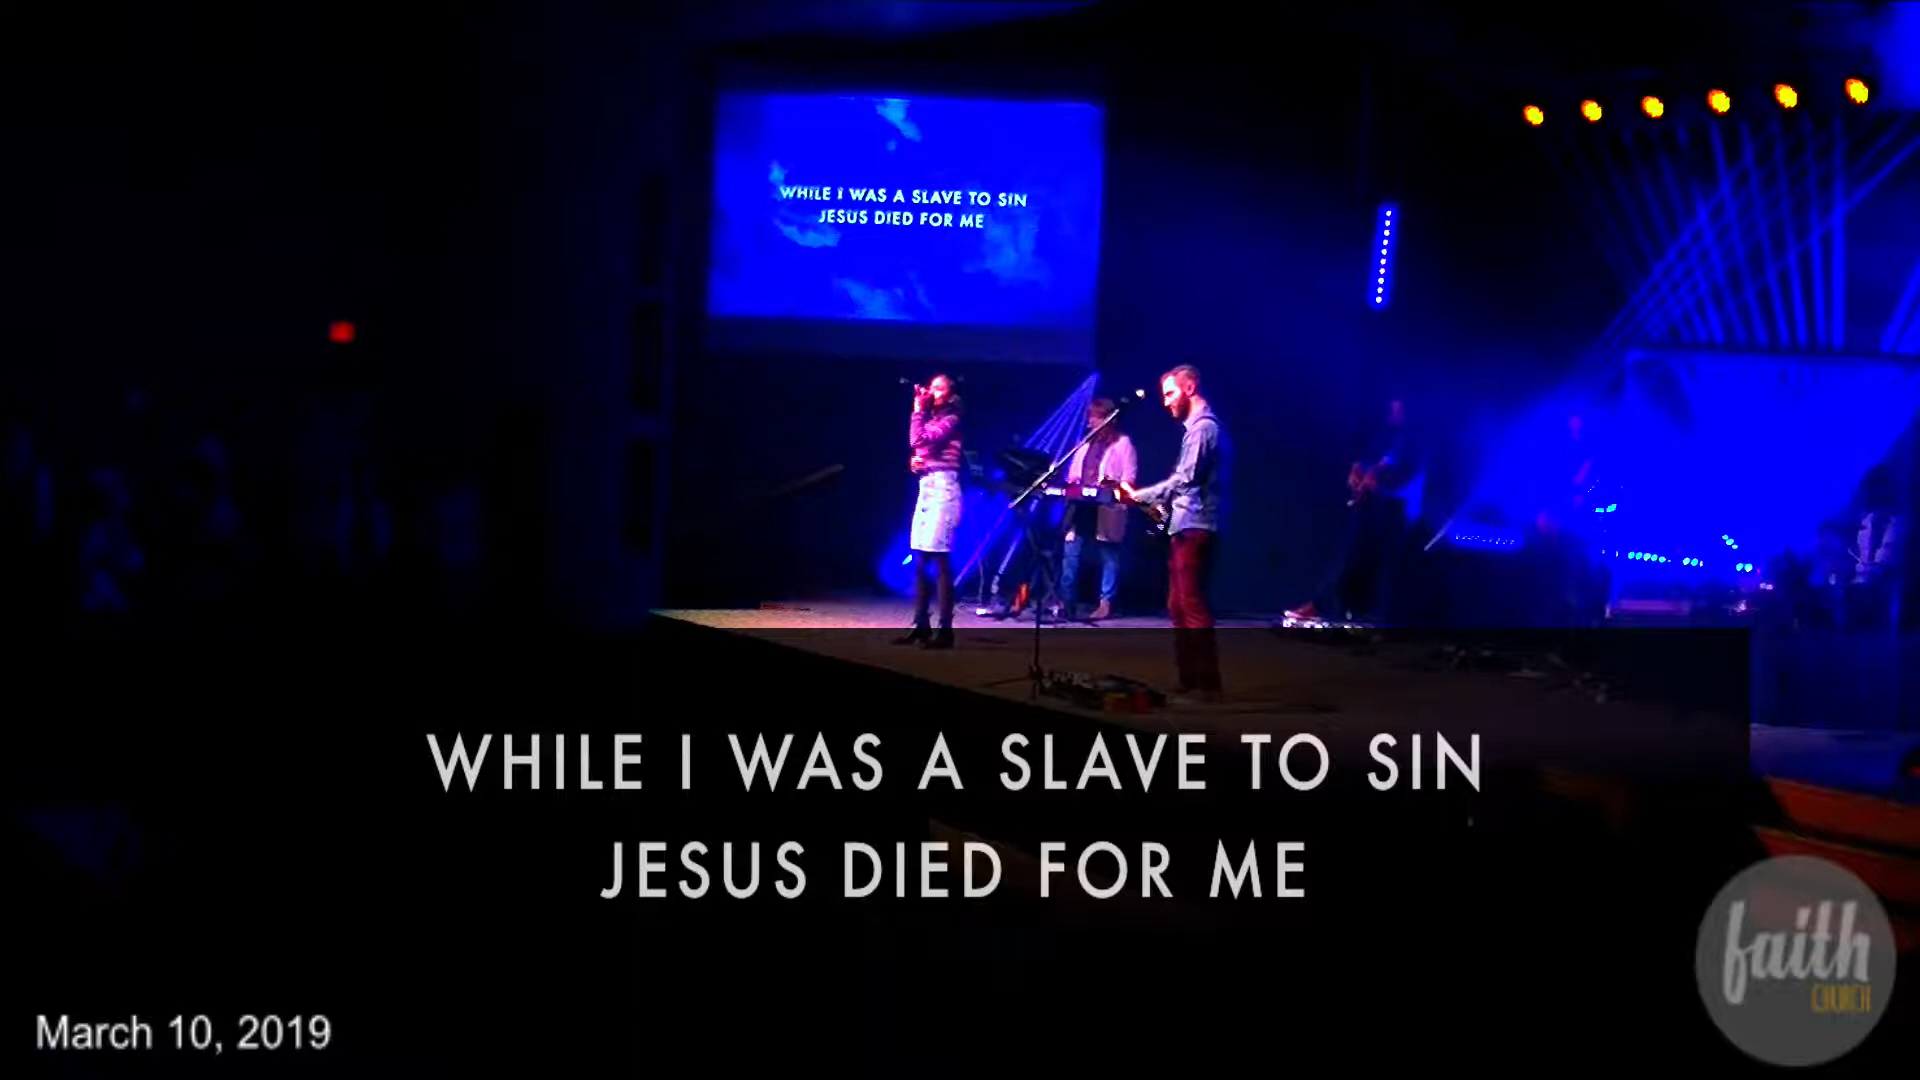 WHILE I WAS A SLAVE TO SIN
JESUS DIED FOR ME
WHILE I WAS A SLAVE TO SIN
JESUS DIED FOR ME
faith
CHURCH
March 10, 2019